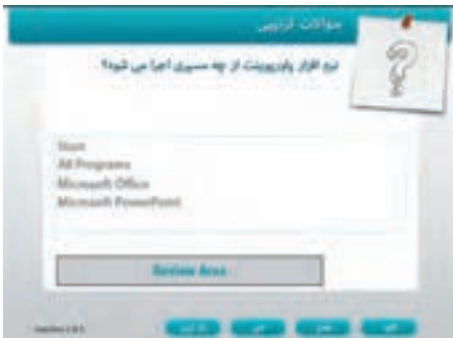 سوالات ترتیبی
نرم افزار پاورپوینت از چه مسیری اجرا می شود؟
Start
All Programs
Microsoft Office
Microsoft PowerPoint
Review Area